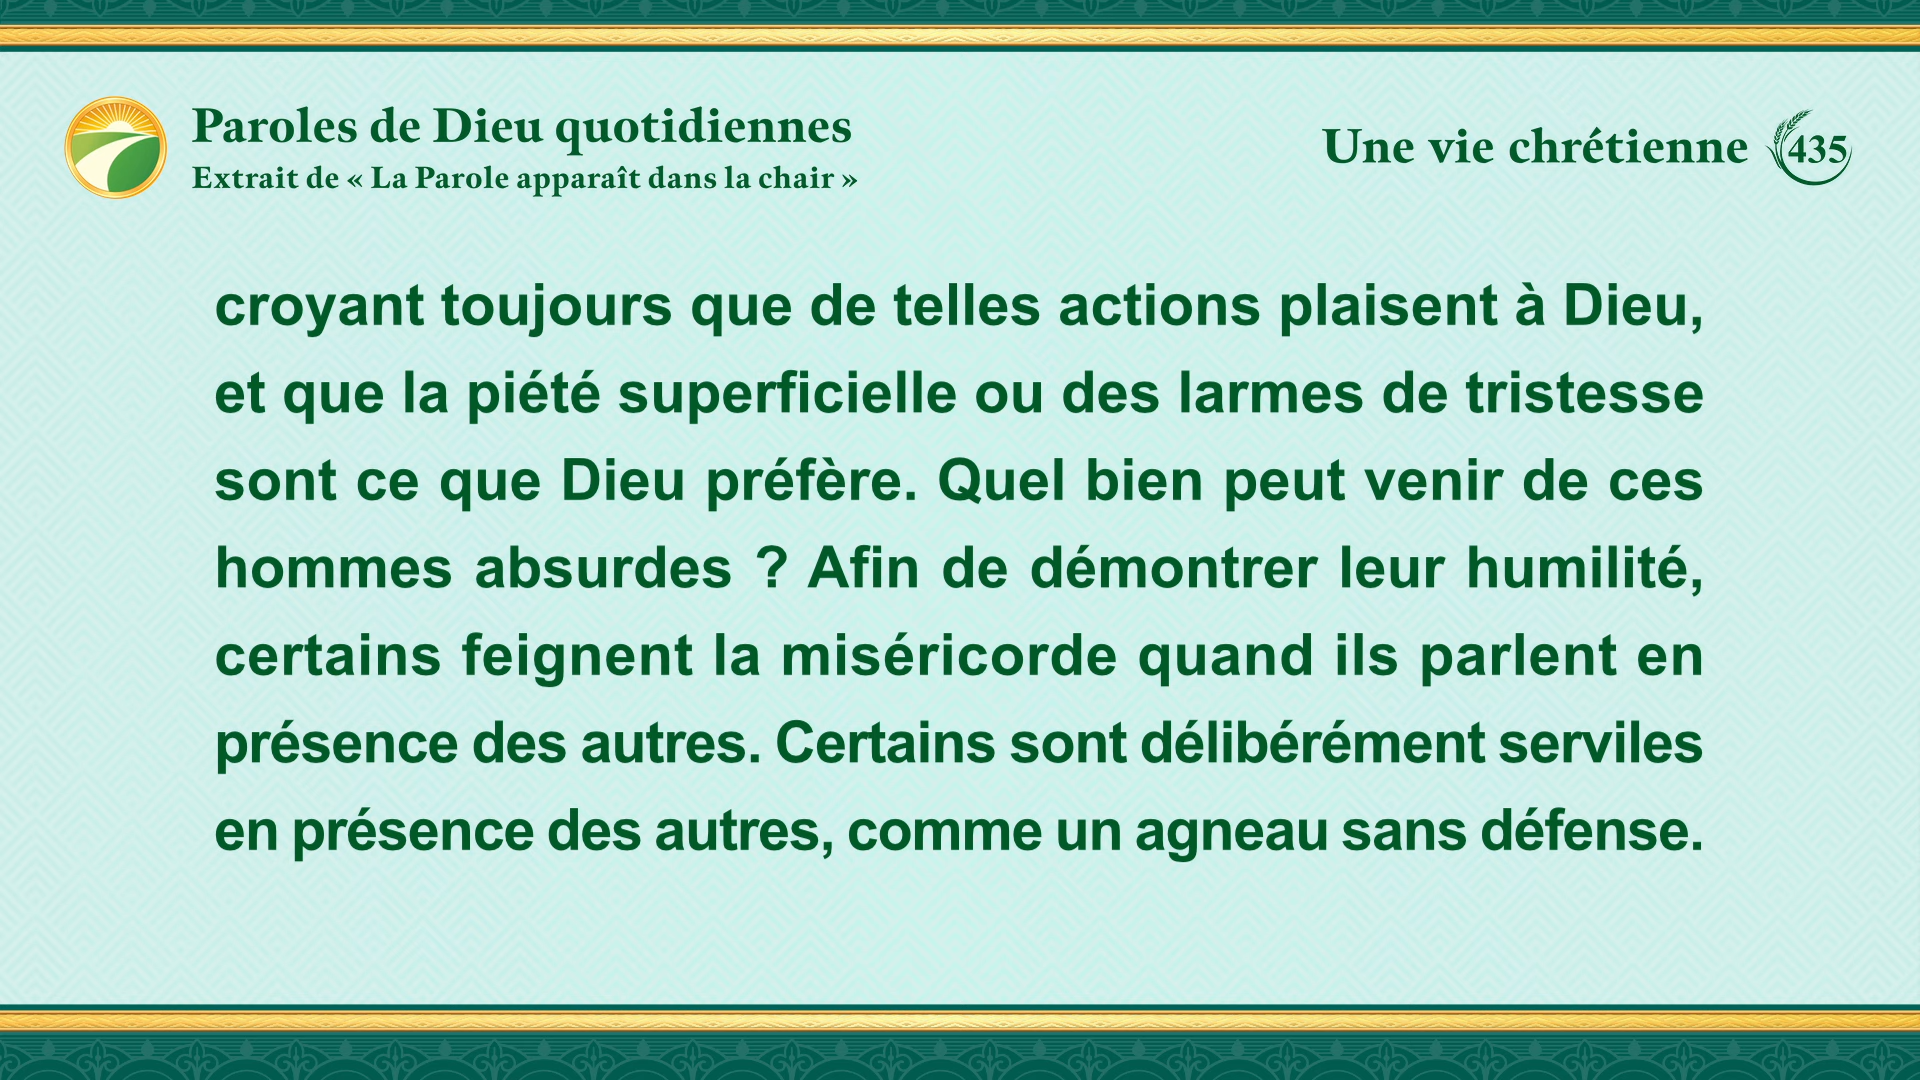 Paroles de Dieu quotidiennes
Extrait de « La Parole apparaît dans la chair »
Une vie chrétienne 435
croyant toujours que de telles actions plaisent à Dieu,
et que la piété superficielle ou des larmes de tristesse
sont ce que Dieu préfère. Quel bien peut venir de ces
hommes absurdes ? Afin de démontrer leur humilité,
certains feignent la miséricorde quand ils parlent en
présence des autres. Certains sont délibérément serviles
en présence des autres, comme un agneau sans défense.